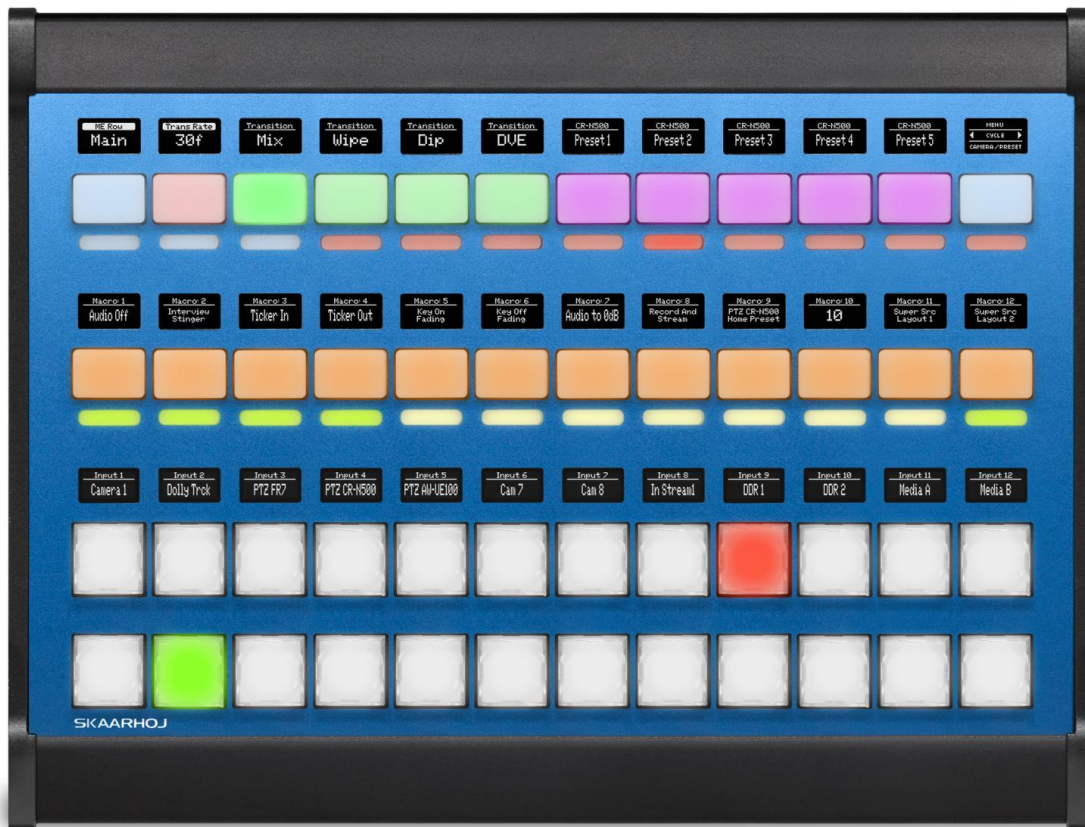 ME Row
Main
Trans Rate
30f
Transition
Mix
Transition
Wipe
Transition
Dip
Transition
DVE
CR-N500
Preset 1
CR-N500
Preset 2
CR-N500
Preset 3
CR-N500
Preset 4
CR-N500
Preset 5
MENU
CYCLE
CAMERA/PRESET
Macro 1
Audio Off
Macro 2
Interview
Stinger
Macro 3
Ticker In
Macro 4
Ticker Out
Macro 5
Key On
Fading
Macro 6
Key Off
Fading
Macro 7
Audio to 0dB
Macro 8
Record And
Stream
Macro 9
PTZ CR-N500
Home Preset
Macro 10
10
Macro 11
Super Src
Layout 1
Macro 12
Super Src
Layout 2
Input 1
Camera 1
Input 2
Dolly Trck
Input 3
PTZ FR7
Input 4
PTZ CR-N500
Input 5
PTZ AW-UE100
Input 6
Cam 7
Input 7
Cam 8
Input 8
In Stream1
Input 9
DDR 1
Input 10
DDR 2
Input 11
Media A
Input 12
Media B
SKAARHOJ